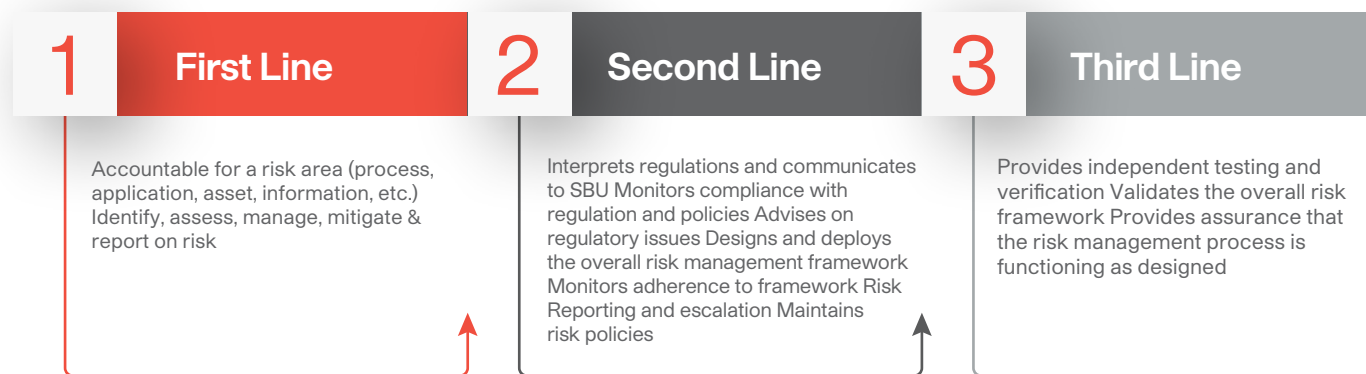 1
First Line
Accountable for a risk area (process,
application, asset, information, etc.)
Identify, assess, manage, mitigate &
report on risk
2
Second Line
Interprets regulations and communicates
to SBU Monitors compliance with
regulation and policies Advises on
regulatory issues Designs and deploys
the overall risk management framework
Monitors adherence to framework Risk
Reporting and escalation Maintains
risk policies
3
Third Line
Provides independent testing and
verification Validates the overall risk
framework Provides assurance that
the risk management process is
functioning as designed